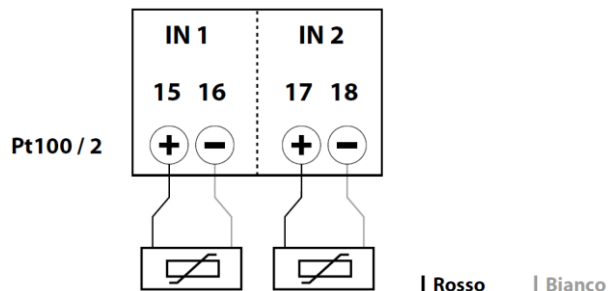 IN 1 IN 2
15 16 17 18
Pt100 / 2
+ − + −
Rosso Bianco